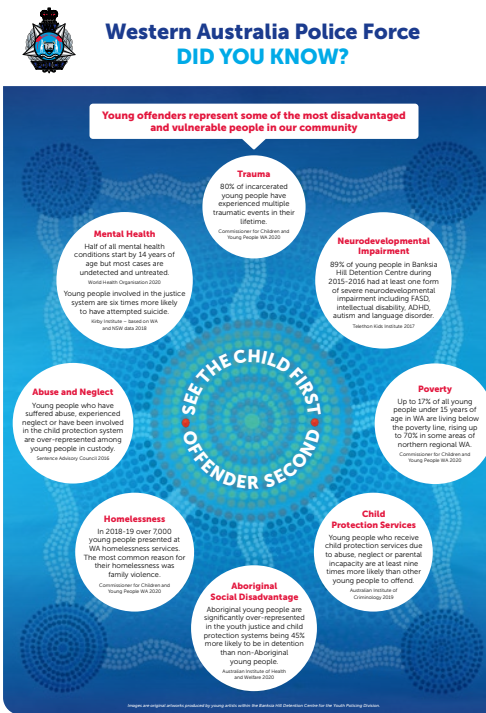 Western Australia Police Force
DID YOU KNOW?
Young offenders represent some of the most disadvantaged
and vulnerable people in our community
Trauma
80% of incarcerated
young people have
experienced multiple
traumatic events in their
lifetime.
Commissioner for Children and
Young People WA 2020
Mental Health
Half of all mental health
conditions start by 14 years of
age but most cases are
undetected and untreated.
World Health Organisation 2020
Young people involved in the justice
system are six times more likely
to have attempted suicide.
Kirby Institute – based on WA
and NSW data 2018
Neurodevelopmental
Impairment
89% of young people in Banksia
Hill Detention Centre during
2015-2016 had at least one form
of severe neurodevelopmental
impairment including FASD,
intellectual disability, ADHD,
autism and language disorder.
Telethon Kids Institute 2017
SEE THE CHILD FIRST
OFFENDER SECOND
Abuse and Neglect
Young people who have
suffered abuse, experienced
neglect or have been involved
in the child protection system
are over-represented among
young people in custody.
Sentence Advisory Council 2016
Poverty
Up to 17% of all young
people under 15 years of
age in WA are living below
the poverty line, rising up
to 70% in some areas of
northern regional WA.
Commissioner for Children and
Young People WA 2020
Homelessness
In 2018-19 over 7,000
young people presented at
WA homelessness services.
The most common reason for
their homelessness was
family violence.
Commissioner for Children and
Young People WA 2020
Child
Protection Services
Young people who receive
child protection services due
to abuse, neglect or parental
incapacity are at least nine
times more likely than other
young people to offend.
Australian Institute of
Criminology 2019
Aboriginal
Social Disadvantage
Aboriginal young people are
significantly over-represented
in the youth justice and child
protection systems being 45%
more likely to be in detention
than non-Aboriginal
young people.
Australian Institute of Health
and Welfare 2020
Images are original artworks produced by young artists within the Banksia Hill Detention Centre for the Youth Policing Division.